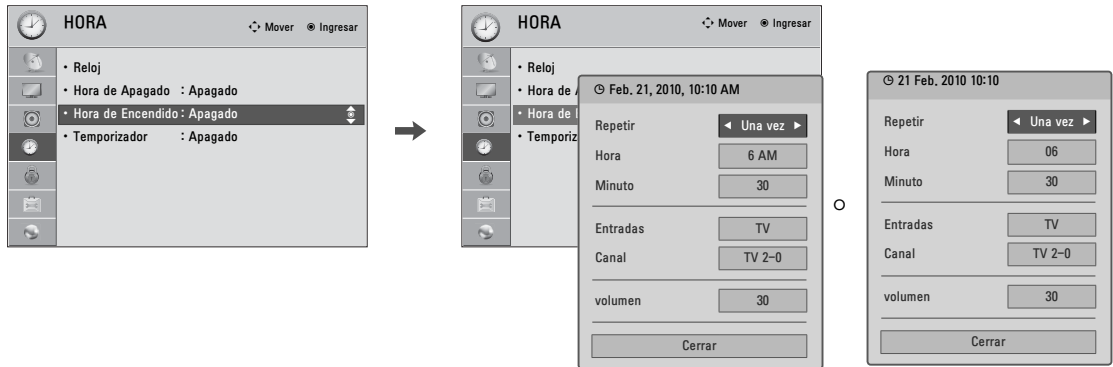 HORA
Mover
Ingresar
• Reloj
• Hora de Apagado : Apagado
• Hora de Encendido : Apagado
• Temporizador : Apagado
HORA
Mover
Ingresar
• Reloj
• Hora de
• Hora de
• Temporiz
Feb. 21, 2010, 10:10 AM
Repetir ◄ Una vez ►
Hora 6 AM
Minuto 30
Entradas TV
Canal TV 2-0
volumen 30
Cerrar
o
21 Feb. 2010 10:10
Repetir ◄ Una vez ►
Hora 06
Minuto 30
Entradas TV
Canal TV 2-0
volumen 30
Cerrar